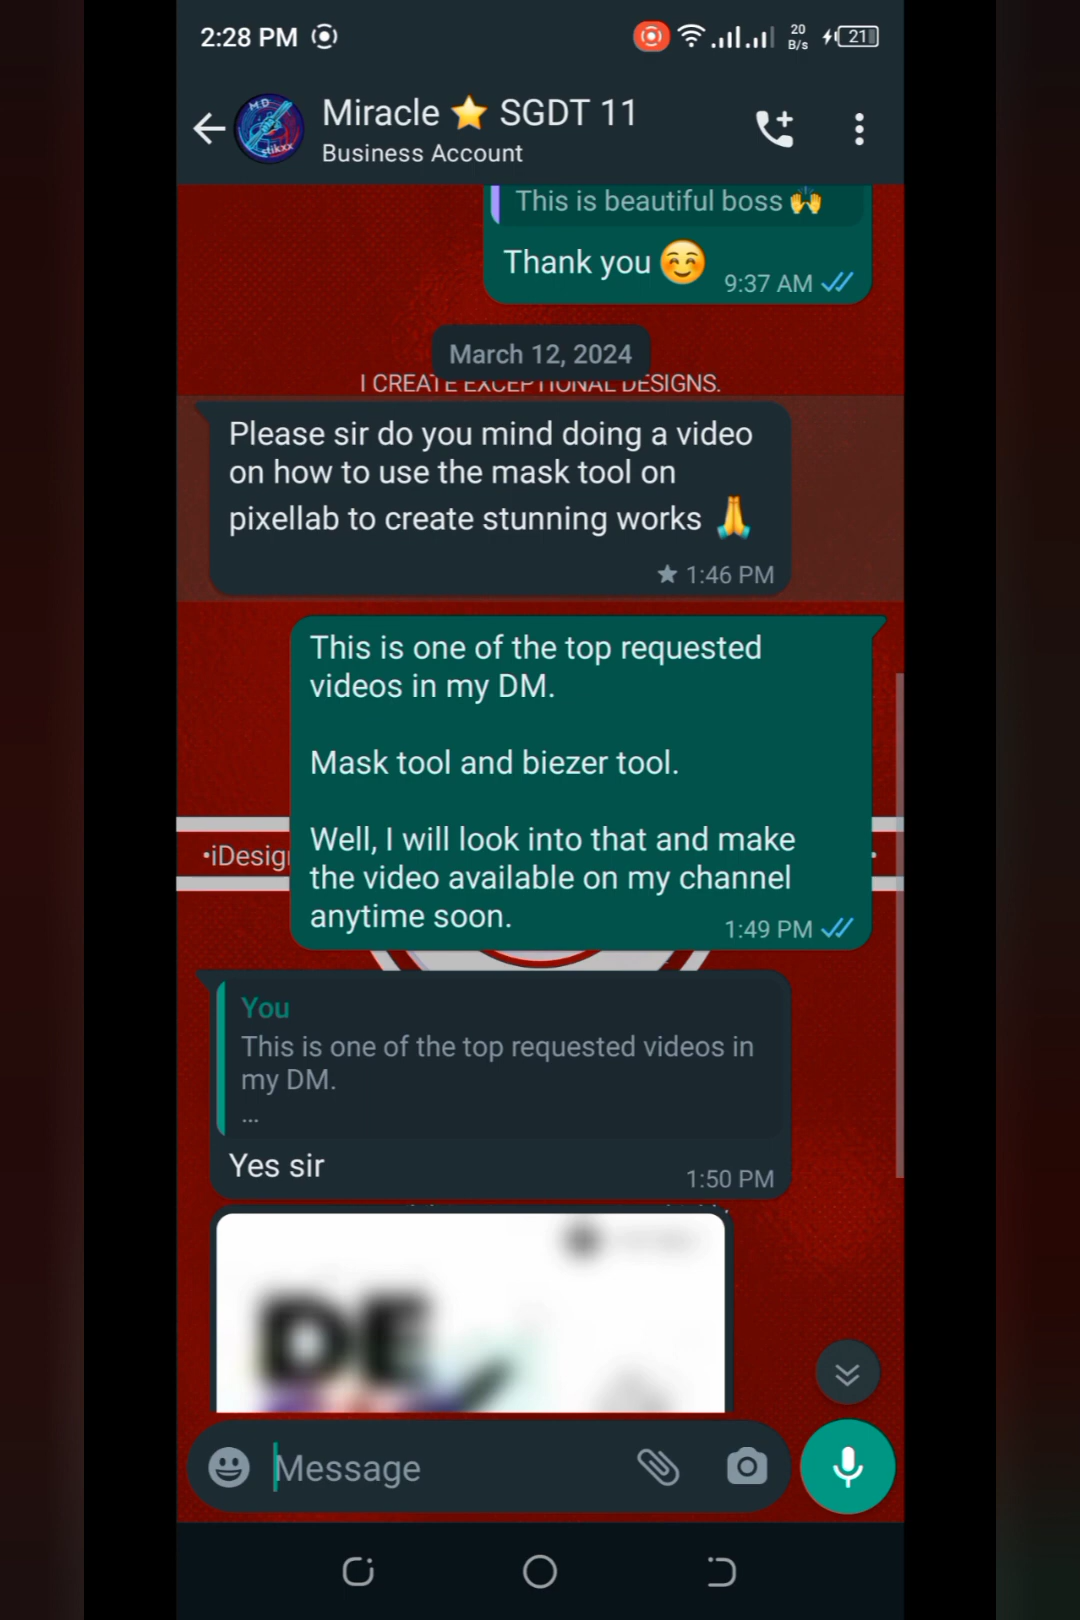 2:28 PM
20
B/s
21
M.D
stikxx
Miracle ⭐ SGDT 11
Business Account
This is beautiful boss 🙌
Thank you ☺️
9:37 AM
March 12, 2024
I CREATE EXCEPTIONAL DESIGNS.
Please sir do you mind doing a video
on how to use the mask tool on
pixellab to create stunning works 🙏
1:46 PM
This is one of the top requested
videos in my DM.
Mask tool and biezer tool.
Well, I will look into that and make
the video available on my channel
anytime soon.
1:49 PM
•iDesig
You
This is one of the top requested videos in
my DM.
...
Yes sir
1:50 PM
DE
Message